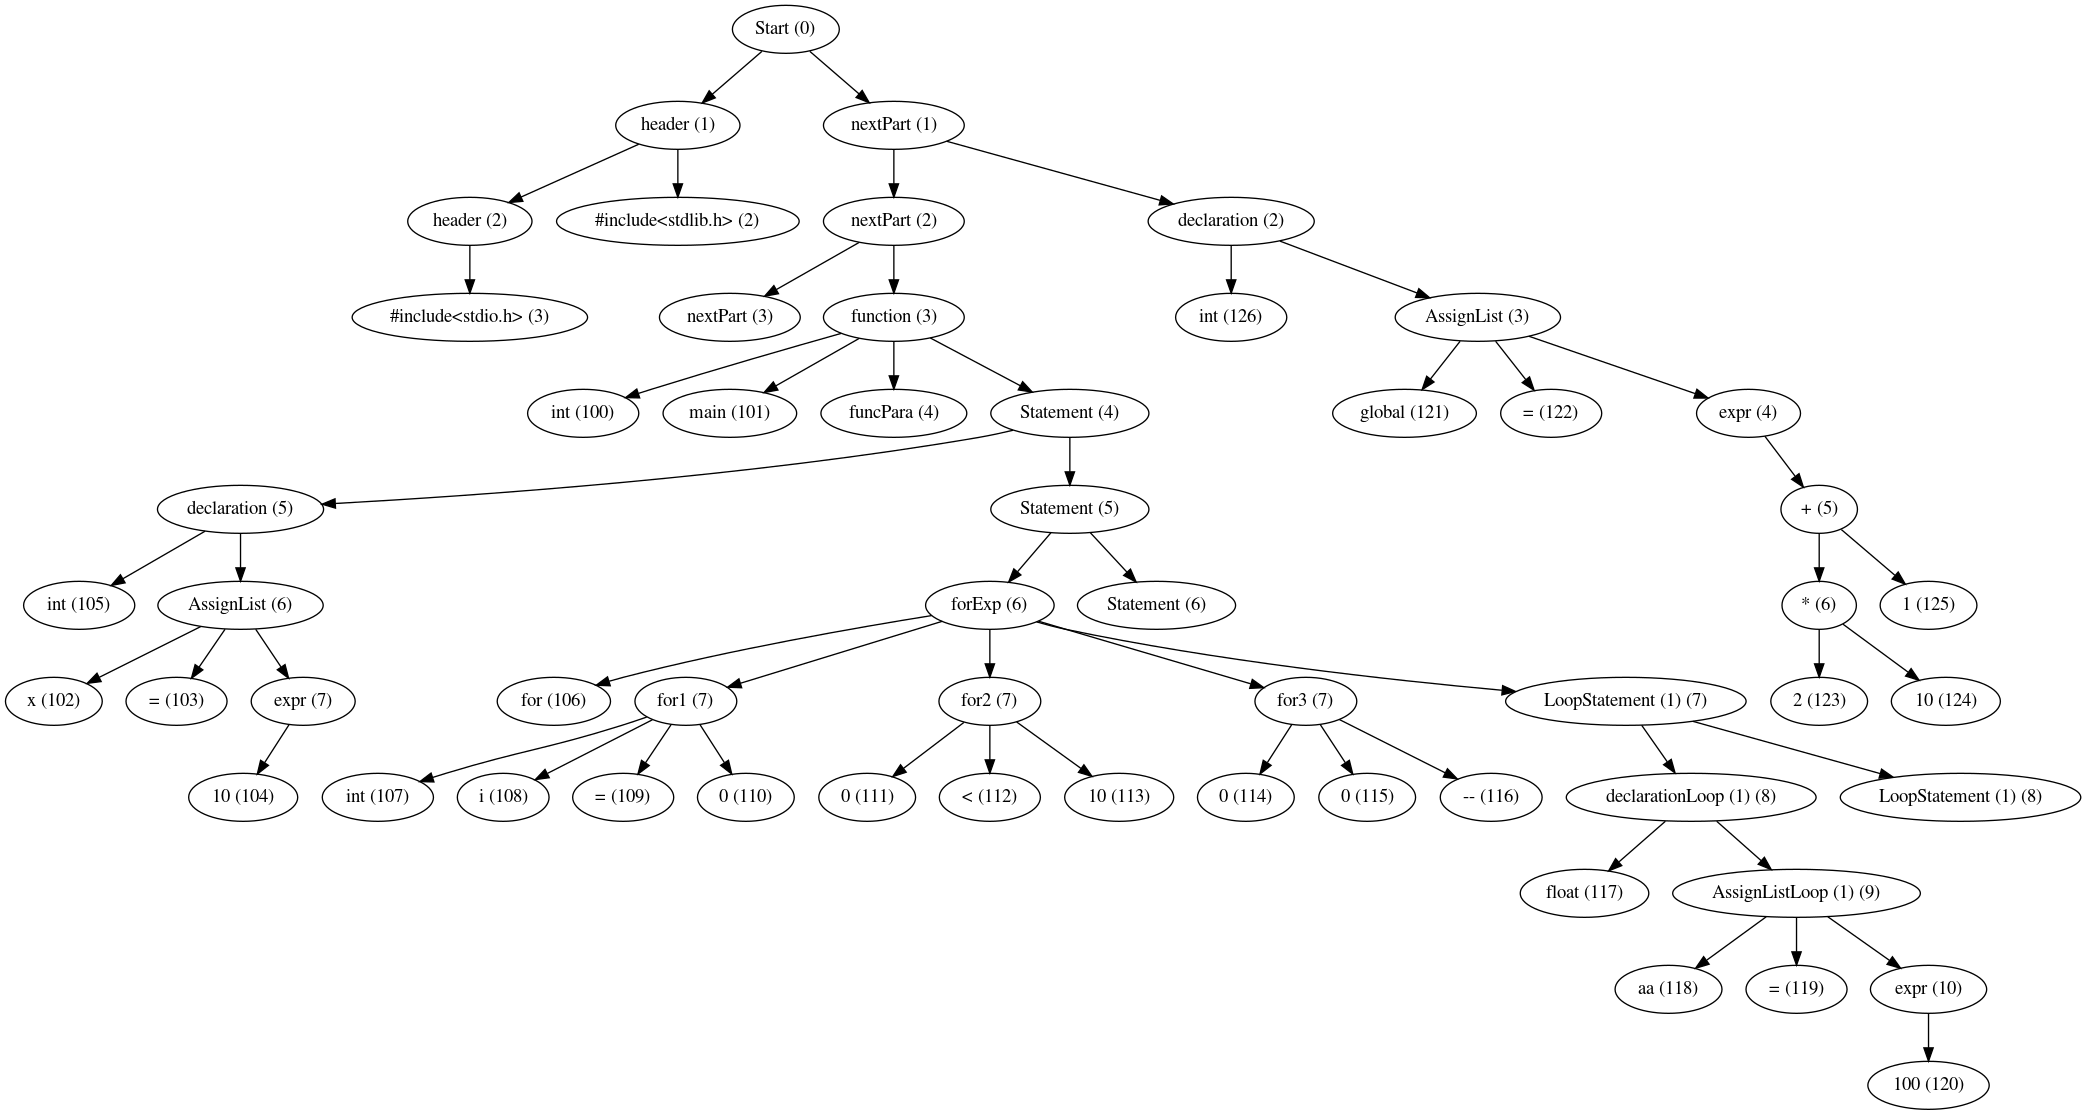 Start (0)
header (1)
nextPart (1)
header (2)
#include<stdlib.h> (2)
nextPart (2)
declaration (2)
#include<stdio.h> (3)
nextPart (3)
function (3)
int (126)
AssignList (3)
int (100)
main (101)
funcPara (4)
Statement (4)
global (121)
= (122)
expr (4)
declaration (5)
Statement (5)
+ (5)
int (105)
AssignList (6)
forExp (6)
Statement (6)
* (6)
1 (125)
x (102)
= (103)
expr (7)
for (106)
for1 (7)
for2 (7)
for3 (7)
LoopStatement (1) (7)
2 (123)
10 (124)
10 (104)
int (107)
i (108)
= (109)
0 (110)
0 (111)
< (112)
10 (113)
0 (114)
0 (115)
-- (116)
declarationLoop (1) (8)
LoopStatement (1) (8)
float (117)
AssignListLoop (1) (9)
aa (118)
= (119)
expr (10)
100 (120)